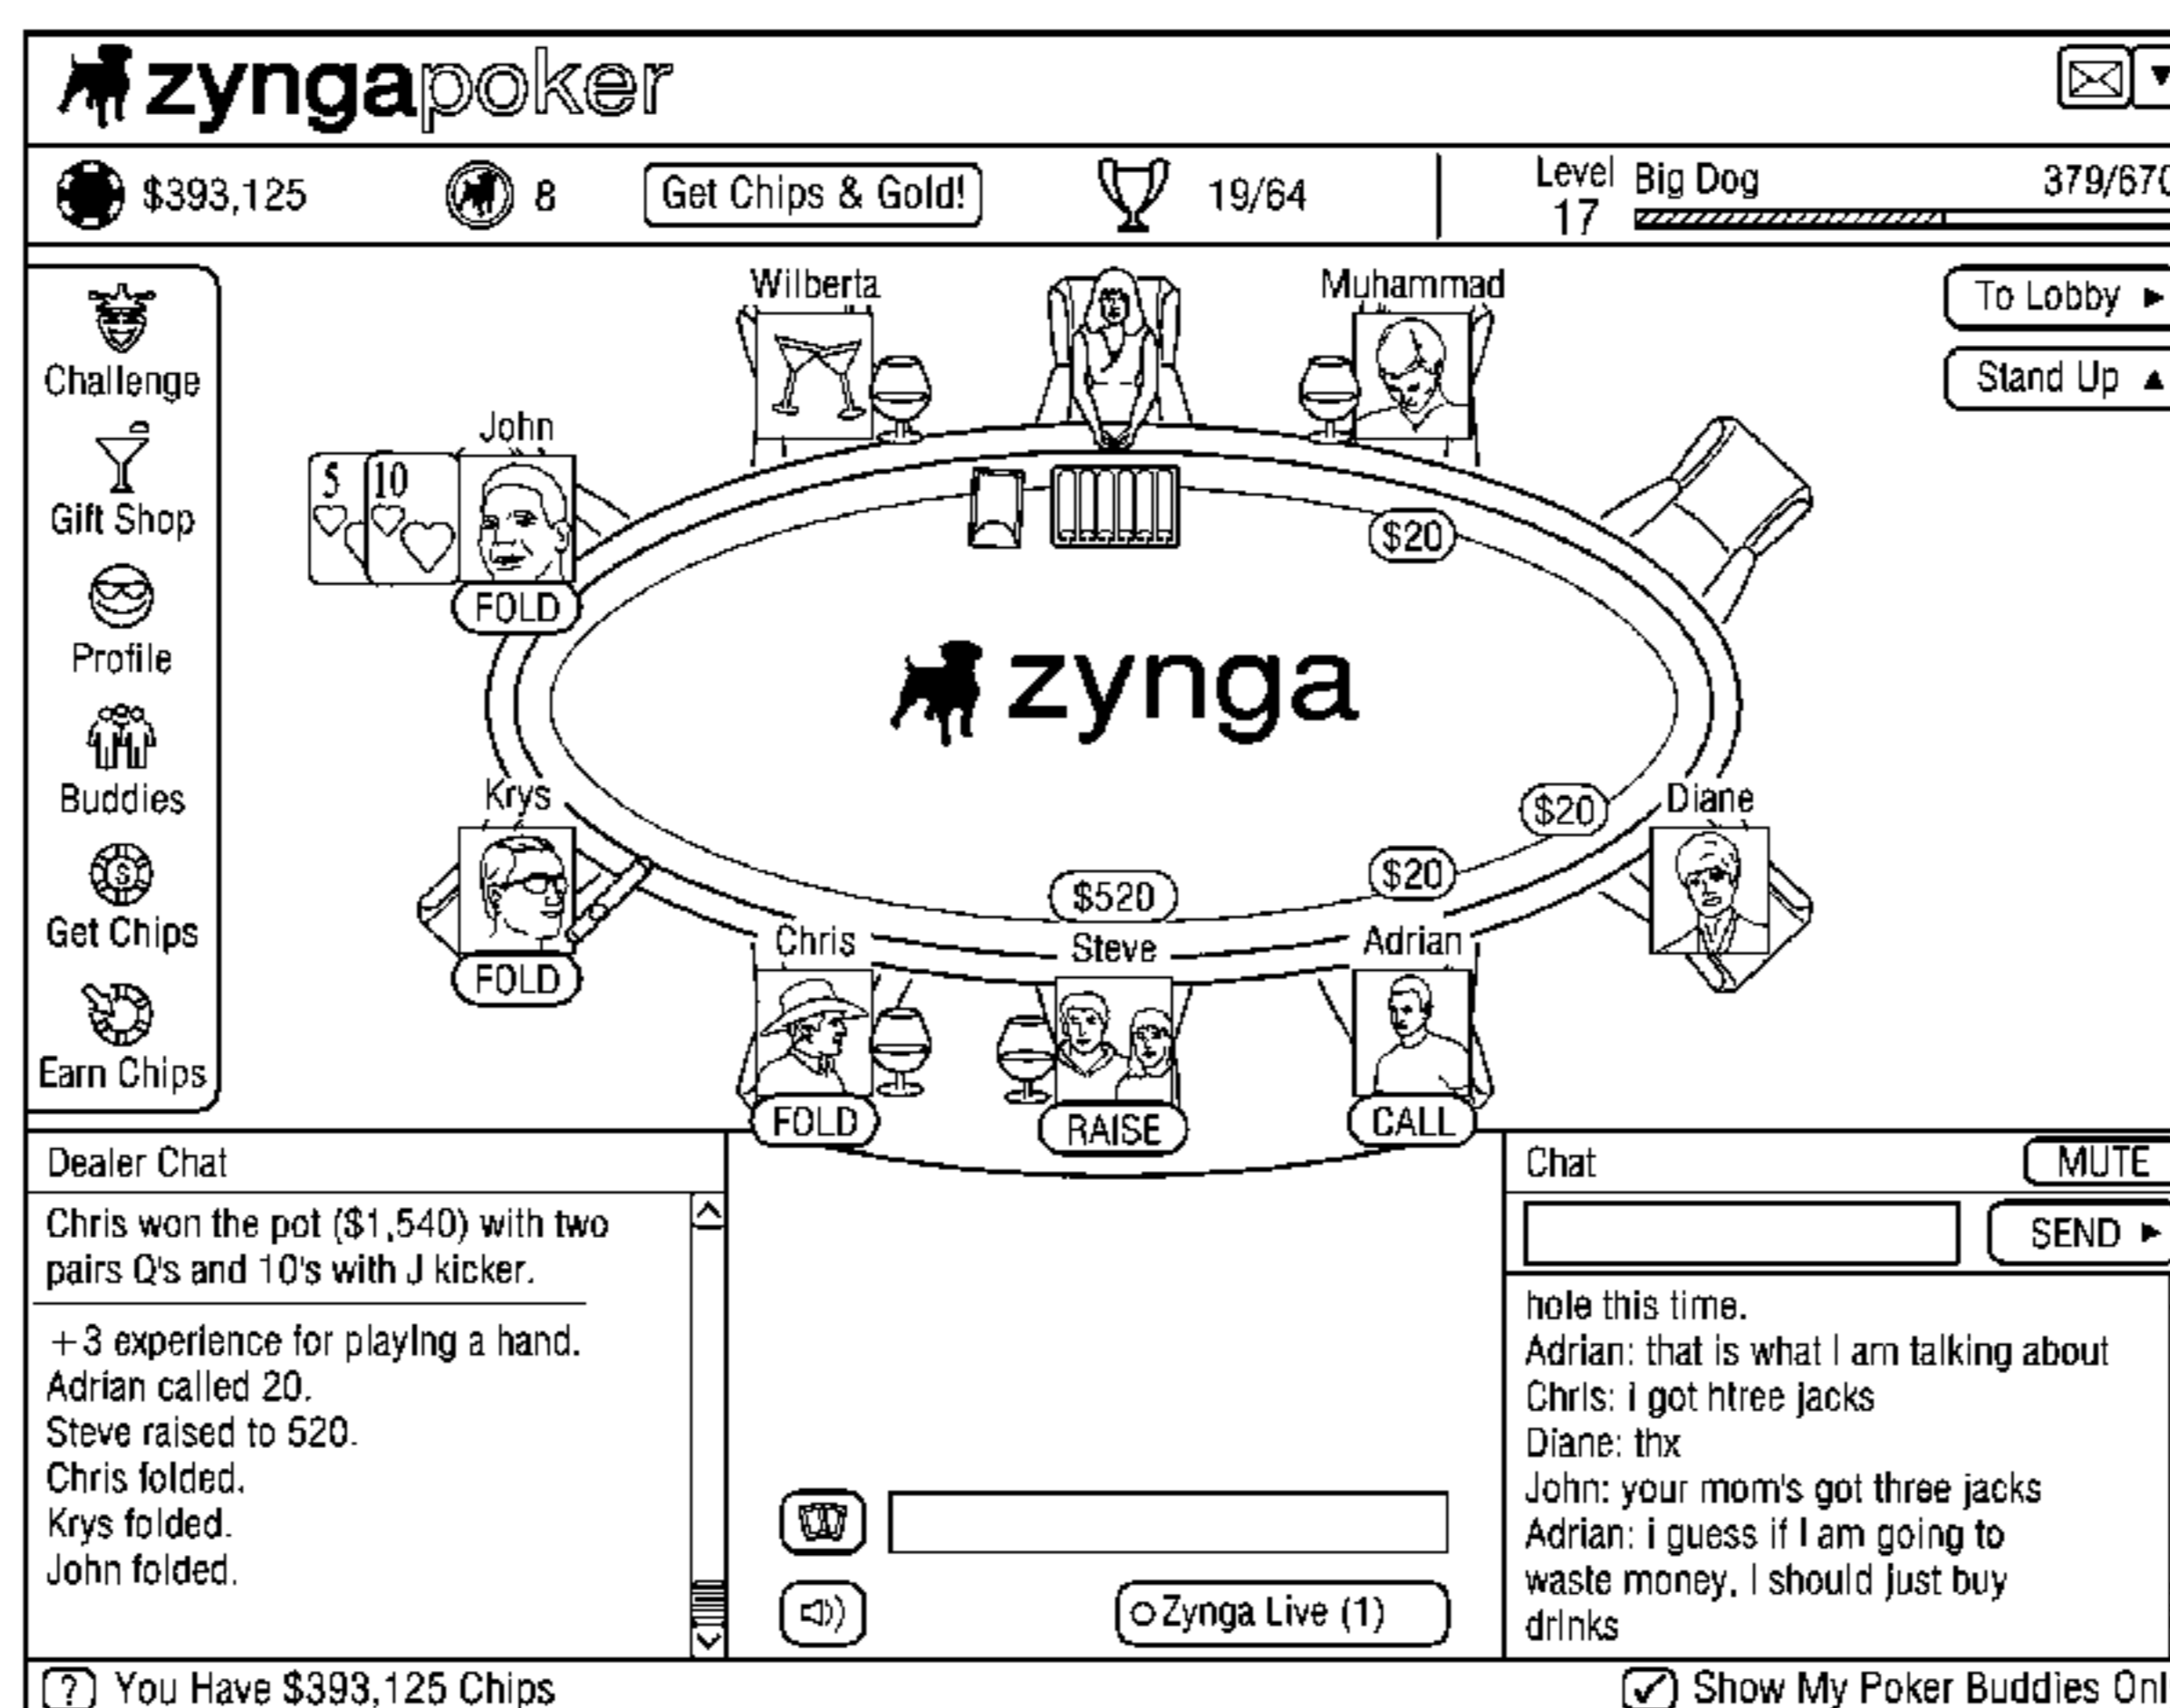 zyngapoker
$393,125
8
Get Chips & Gold!
19/64
Level
17
Big Dog
379/670
To Lobby
Stand Up
Challenge
Gift Shop
Profile
Buddies
Get Chips
Earn Chips
Wilberta
Muhammad
John
5
10
FOLD
$20
zynga
Krys
FOLD
$20
Diane
$20
$520
Chris
Steve
Adrian
FOLD
RAISE
CALL
Dealer Chat
Chris won the pot ($1,540) with two
pairs Q's and 10's with J kicker.
+3 experience for playing a hand.
Adrian called 20.
Steve raised to 520.
Chris folded.
Krys folded.
John folded.
Zynga Live (1)
Chat
MUTE
SEND
hole this time.
Adrian: that is what I am talking about
Chris: i got htree jacks
Diane: thx
John: your mom's got three jacks
Adrian: i guess if I am going to
waste money, I should just buy
drinks
? You Have $393,125 Chips
Show My Poker Buddies Onl